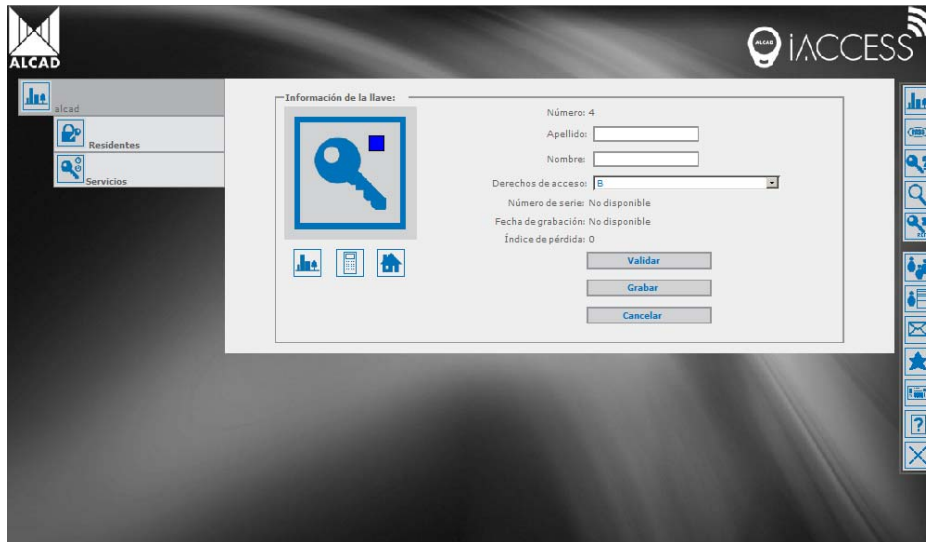 ALCAD
ALCAD
iACCESS
alcad
Residentes
Servicios
Información de la llave:
Número: 4
Apellido:
Nombre:
Derechos de acceso: B
Número de serie: No disponible
Fecha de grabación: No disponible
Índice de pérdida: 0
Validar
Grabar
Cancelar